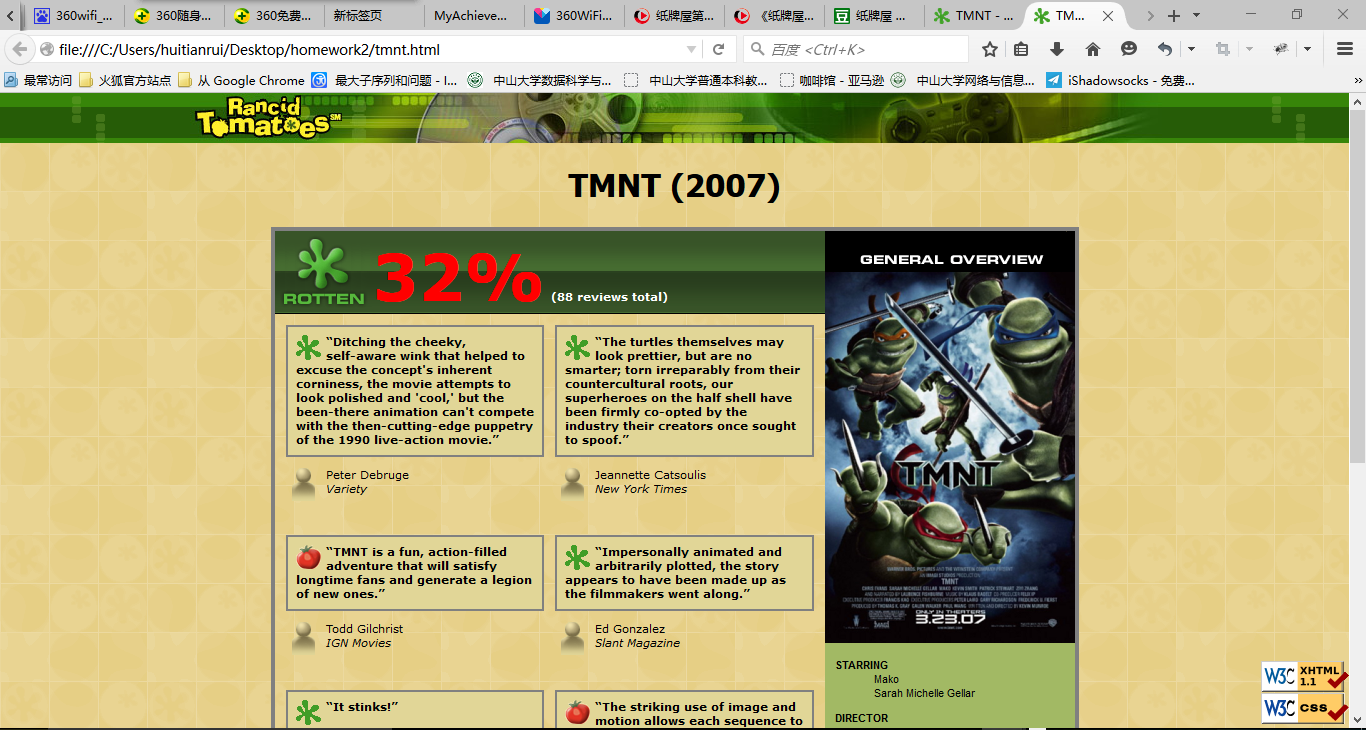 360wifi_...
360随身...
360免费...
新标签页
MyAchieve...
360WiFi...
纸牌屋第...
《纸牌屋...
纸牌屋 ...
TMNT - ...
TM...
file:///C:/Users/huitianrui/Desktop/homework2/tmnt.html
百度 <Ctrl+K>
最常访问
火狐官方站点
从 Google Chrome
最大子序列和问题 - I...
中山大学数据科学与...
中山大学普通本科教...
咖啡馆 - 亚马逊
中山大学网络与信息...
iShadowsocks - 免费...
Rancid
Tomatoes SM
TMNT (2007)
ROTTEN
32%
(88 reviews total)
“Ditching the cheeky,
self-aware wink that helped to
excuse the concept's inherent
corniness, the movie attempts to
look polished and 'cool,' but the
been-there animation can't compete
with the then-cutting-edge puppetry
of the 1990 live-action movie.”
Peter Debruge
Variety
“The turtles themselves may
look prettier, but are no
smarter; torn irreparably from their
countercultural roots, our
superheroes on the half shell have
been firmly co-opted by the
industry their creators once sought
to spoof.”
Jeannette Catsoulis
New York Times
“TMNT is a fun, action-filled
adventure that will satisfy
longtime fans and generate a legion
of new ones.”
Todd Gilchrist
IGN Movies
“Impersonally animated and
arbitrarily plotted, the story
appears to have been made up as
the filmmakers went along.”
Ed Gonzalez
Slant Magazine
“It stinks!”
“The striking use of image and
motion allows each sequence to
GENERAL OVERVIEW
TMNT
TMNT
ONLY IN THEATERS
3.23.07
STARRING
Mako
Sarah Michelle Gellar
DIRECTOR
W3C XHTML
1.1
W3C CSS